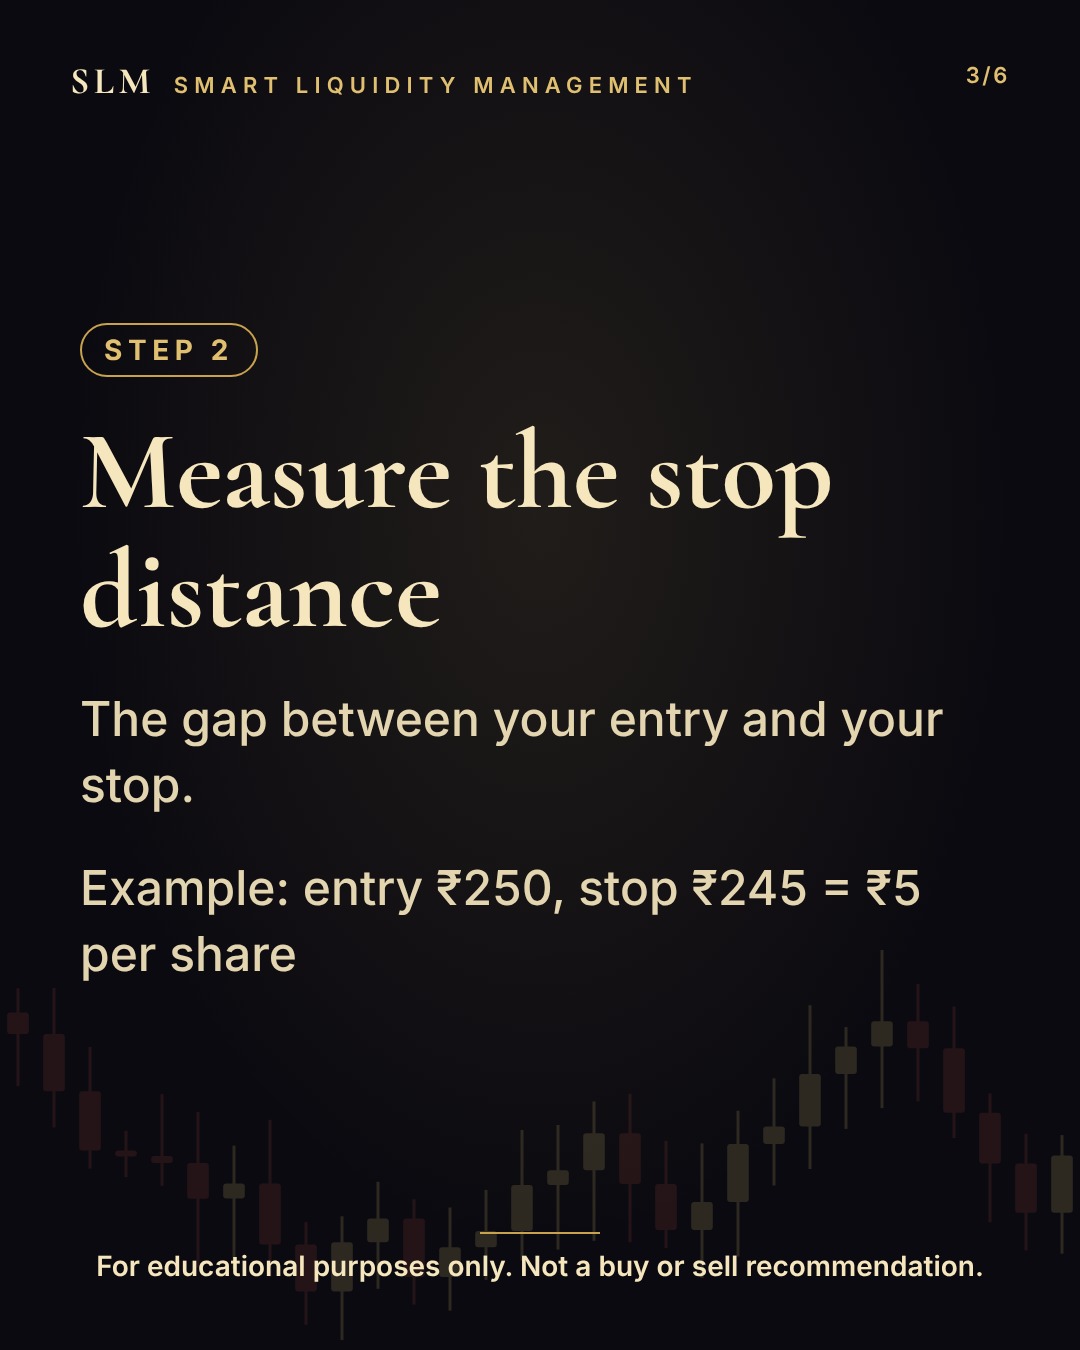 SLM SMART LIQUIDITY MANAGEMENT 3/6
STEP 2
Measure the stop
distance
The gap between your entry and your
stop.
Example: entry ₹250, stop ₹245 = ₹5
per share
For educational purposes only. Not a buy or sell recommendation.